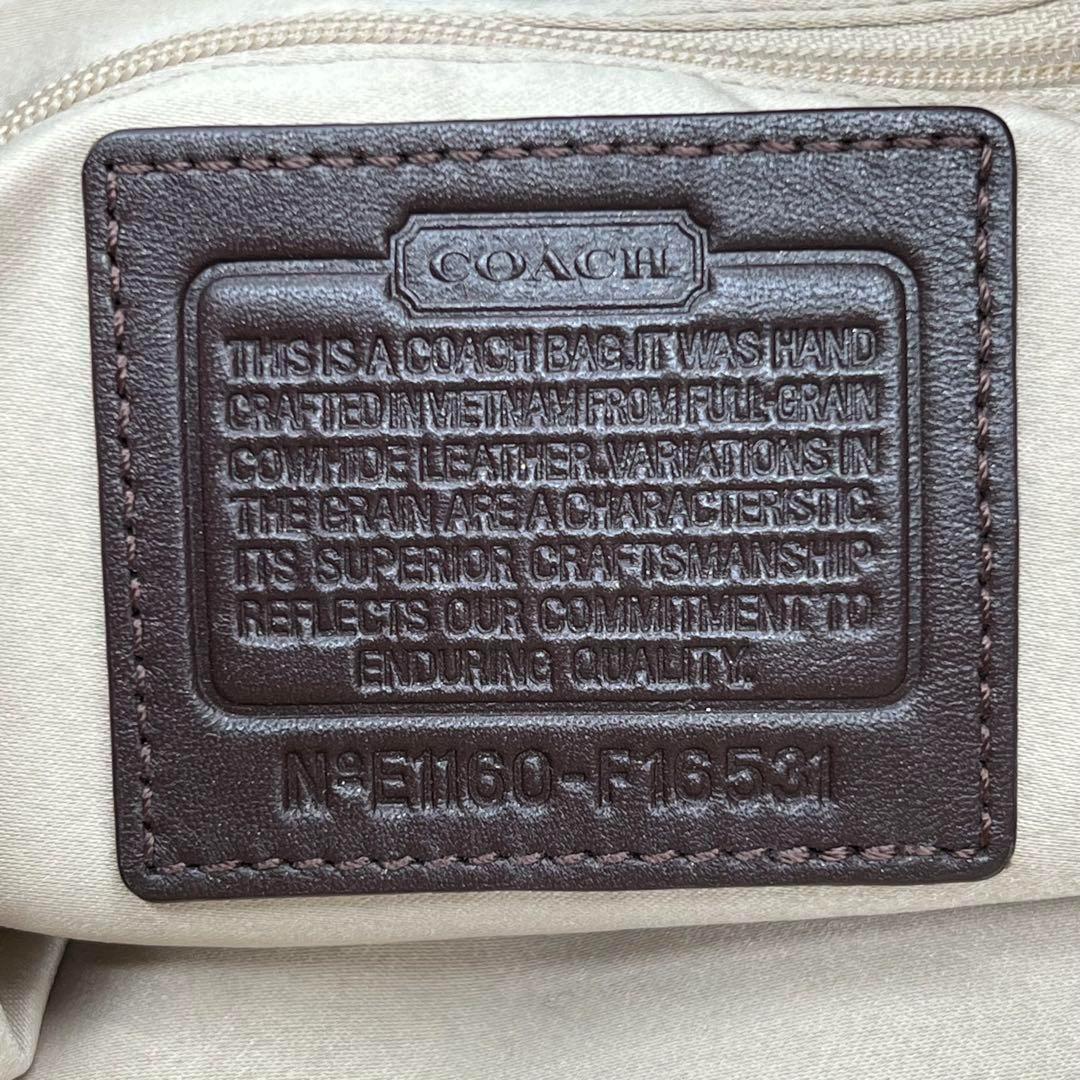 COACH
THIS IS A COACH BAG. IT WAS HAND
CRAFTED IN VIETNAM FROM FULL-GRAIN
COWHIDE LEATHER. VARIATIONS IN
THE GRAIN ARE A CHARACTERISTIC.
ITS SUPERIOR CRAFTSMANSHIP
REFLECTS OUR COMMITMENT TO
ENDURING QUALITY.
Nº E1160-F16531